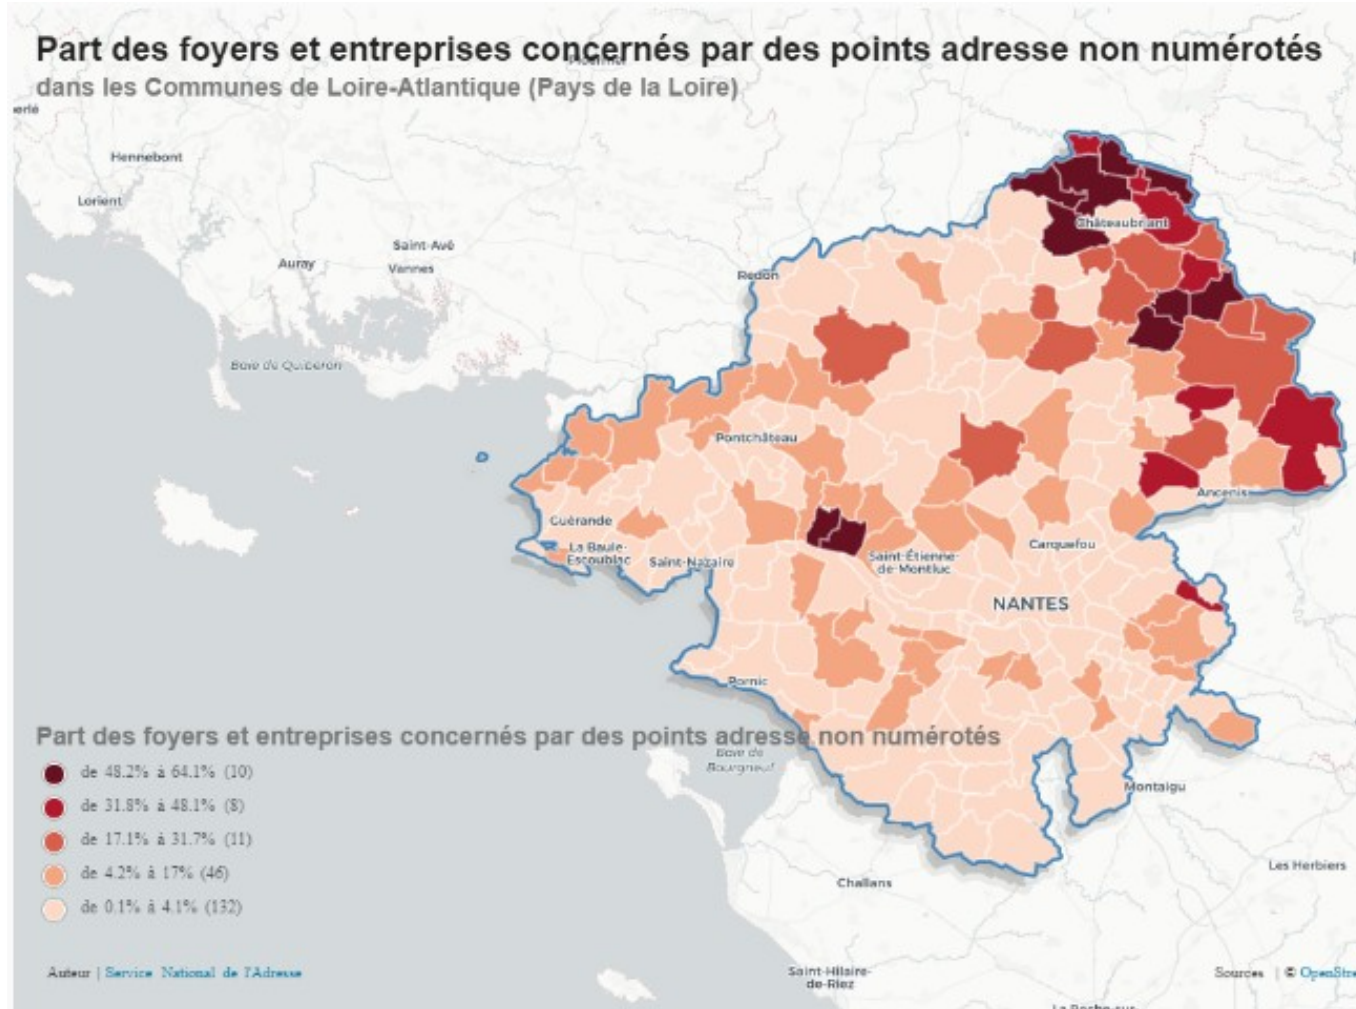 Part des foyers et entreprises concernés par des points adresse non numérotés
dans les Communes de Loire-Atlantique (Pays de la Loire)
Hennebont
Lorient
Châteaubriant
Saint-Avé
Auray
Vannes
Redon
Baie de Quiberon
Pontchâteau
Ancenis
Guérande
La Baule-
Escoublac
Saint-Nazaire
Saint-Étienne-
de-Montluc
Carquefou
NANTES
Pornic
Part des foyers et entreprises concernés par des points adresse non numérotés
Baie de
Bourgneuf
de 48.2% à 64.1% (10)
de 31.8% à 48.1% (8)
Montaigu
de 17.1% à 31.7% (11)
de 4.2% à 17% (46)
Les Herbiers
Challans
de 0.1% à 4.1% (132)
Auteur | Service National de l'Adresse
Saint-Hilaire-
de-Riez
Sources | © OpenStre